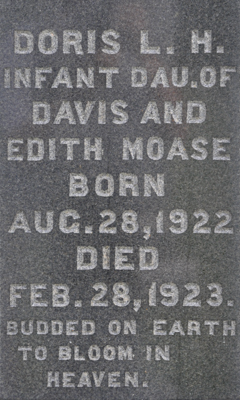 DORIS L. H.
INFANT DAU. OF
DAVIS AND
EDITH MOASE
BORN
AUG. 28, 1922
DIED
FEB. 28, 1923.
BUDDED ON EARTH
TO BLOOM IN
HEAVEN.